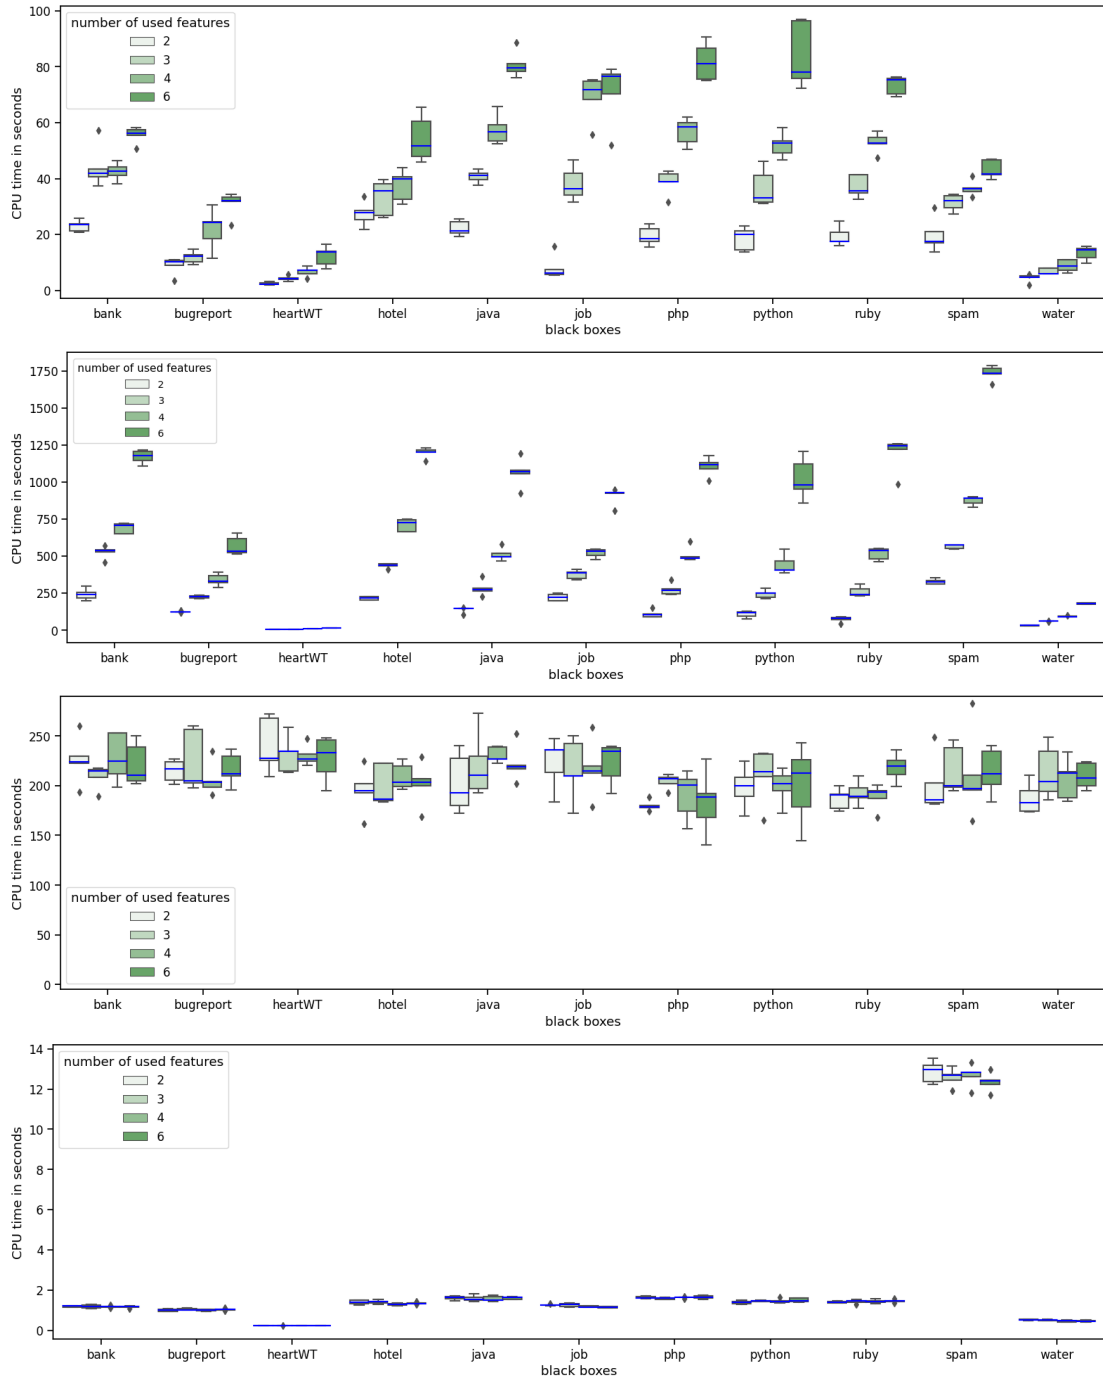 number of used features
2
3
4
6
CPU time in seconds
100
80
60
40
20
0
bank bugreport heartWT hotel java job php python ruby spam water
black boxes
number of used features
2
3
4
6
CPU time in seconds
1750
1500
1250
1000
750
500
250
0
bank bugreport heartWT hotel java job php python ruby spam water
black boxes
CPU time in seconds
250
200
150
100
50
0
number of used features
2
3
4
6
bank bugreport heartWT hotel java job php python ruby spam water
black boxes
number of used features
2
3
4
6
CPU time in seconds
14
12
10
8
6
4
2
0
bank bugreport heartWT hotel java job php python ruby spam water
black boxes